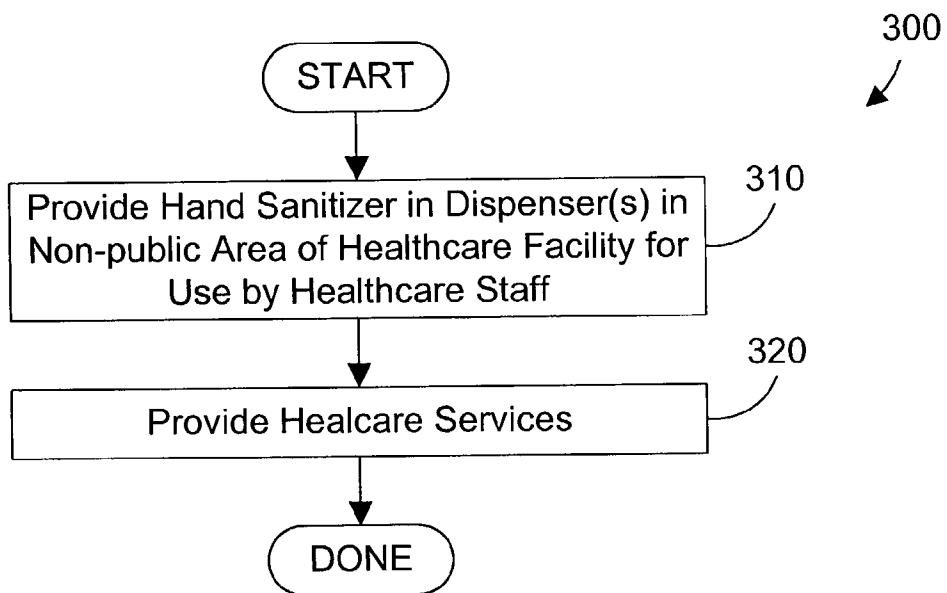 300
START
310
Provide Hand Sanitizer in Dispenser(s) in
Non-public Area of Healthcare Facility for
Use by Healthcare Staff
320
Provide Healcare Services
DONE